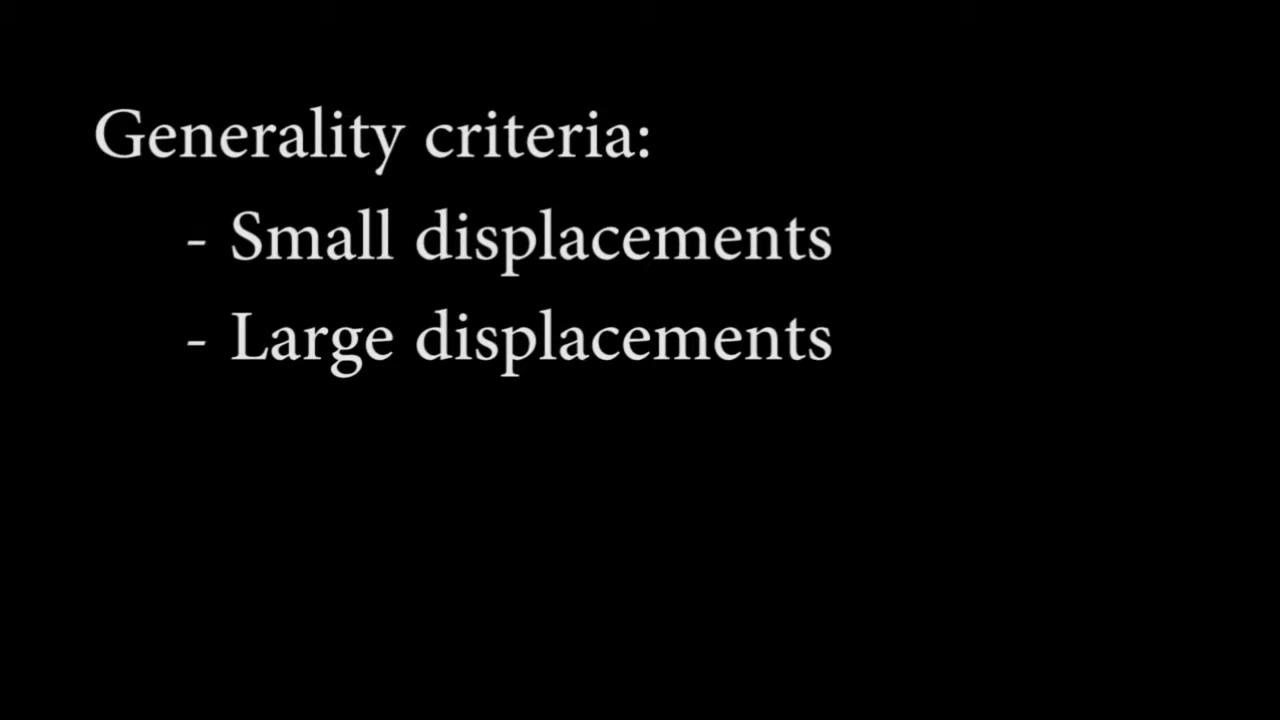 Generality criteria:
- Small displacements
- Large displacements